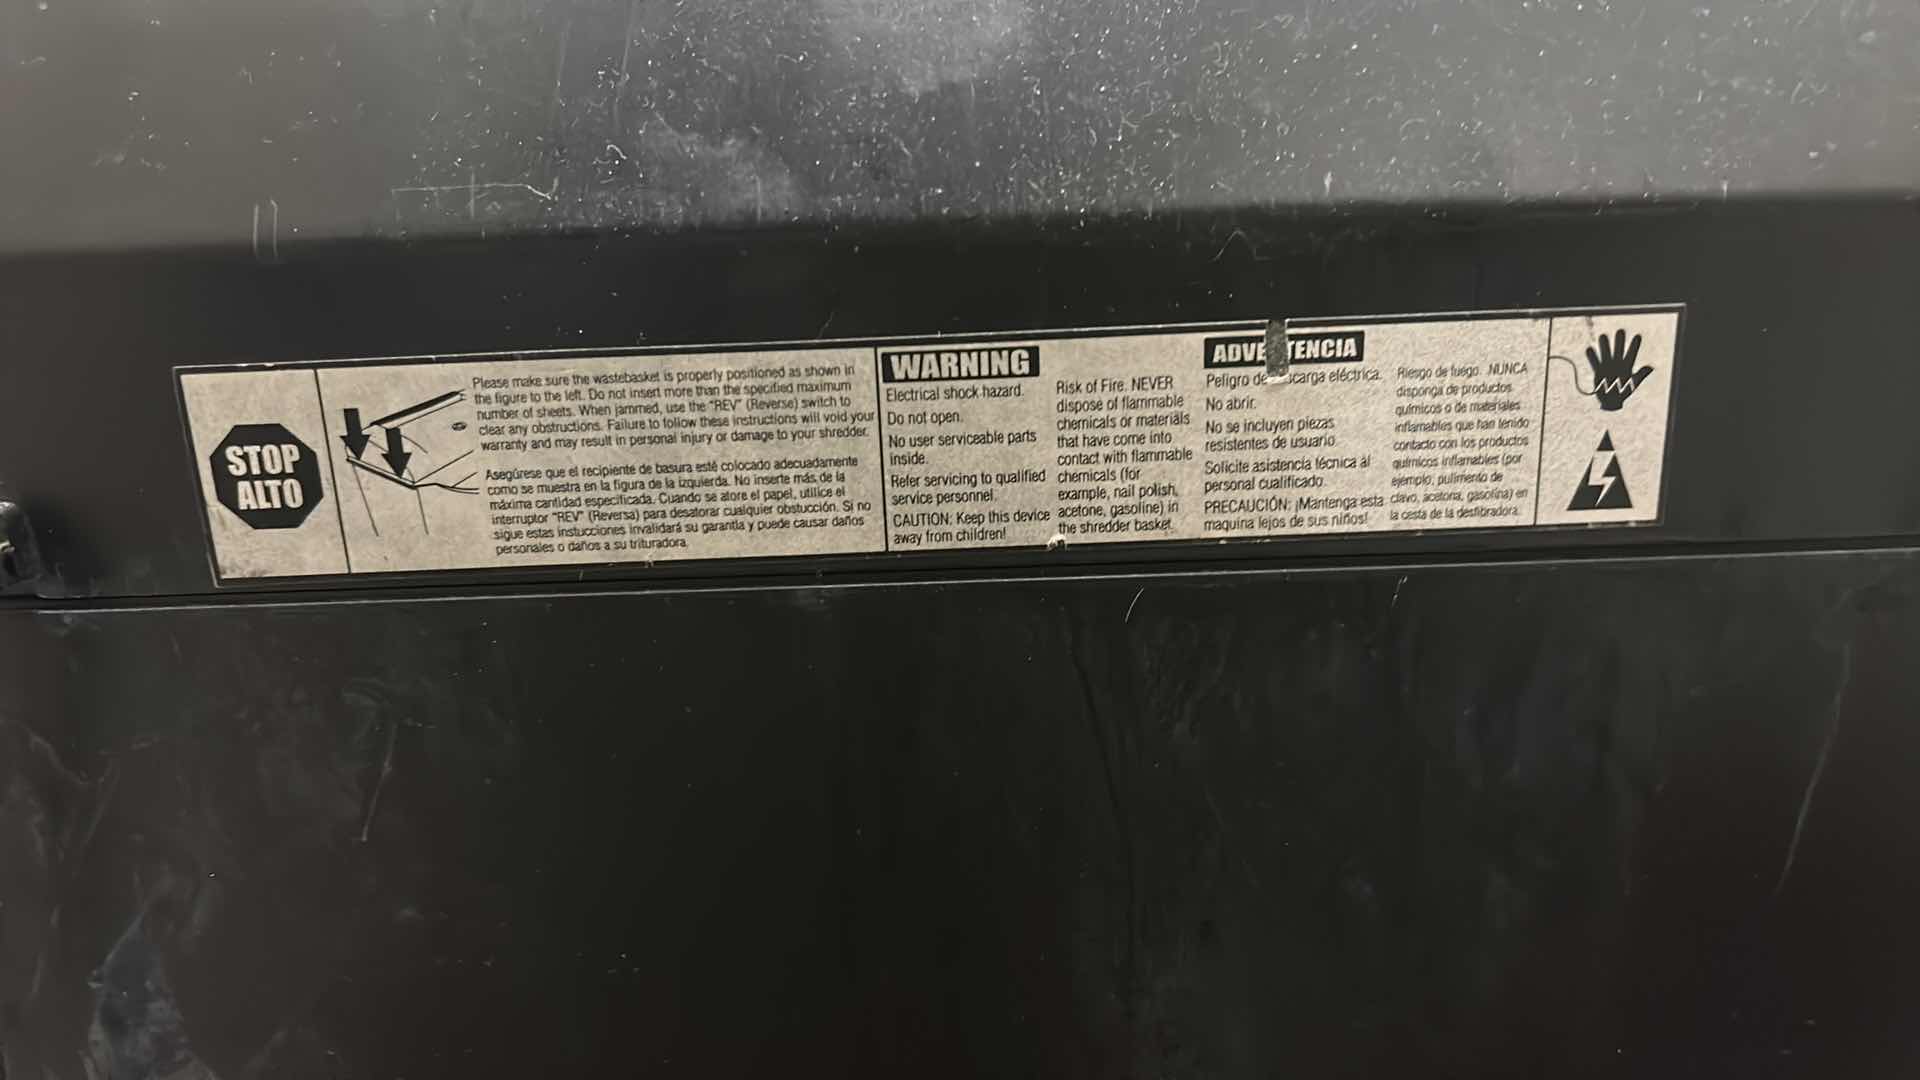 STOP
ALTO
Please make sure the wastebasket is properly positioned as shown in
the figure to the left. Do not insert more than the specified maximum
number of sheets. When jammed, use the "REV" (Reverse) switch to
clear any obstructions. Failure to follow these instructions will void your
warranty and may result in personal injury or damage to your shredder.
Asegúrese que el recipiente de basura esté colocado adecuadamente
como se muestra en la figura de la izquierda. No inserte más de la
máxima cantidad especificada. Cuando se atore el papel, utilice el
interruptor "REV" (Reversa) para desatorar cualquier obstucción. Si no
sigue estas instucciones invalidará su garantía y puede causar daños
personales o daños a su trituradora.
WARNING
Electrical shock hazard.
Do not open.
No user serviceable parts
inside.
Refer servicing to qualified
service personnel.
CAUTION: Keep this device
away from children!
Risk of Fire. NEVER
dispose of flammable
chemicals or materials
that have come into
contact with flammable
chemicals (for
example, nail polish,
acetone, gasoline) in
the shredder basket.
ADVE TENCIA
Peligro de carga eléctrica.
No abrir.
No se incluyen piezas
resistentes de usuario.
Solicite asistencia técnica al
personal cualificado.
PRECAUCIÓN: ¡Mantenga esta
maquina lejos de sus niños!
Riesgo de fuego. NUNCA
disponga de productos
químicos o de materiales
inflamables que han tenido
contacto con los productos
químicos inflamables (por
ejemplo, pulimento de
clavo, acetona, gasolina) en
la cesta de la desfibradora.